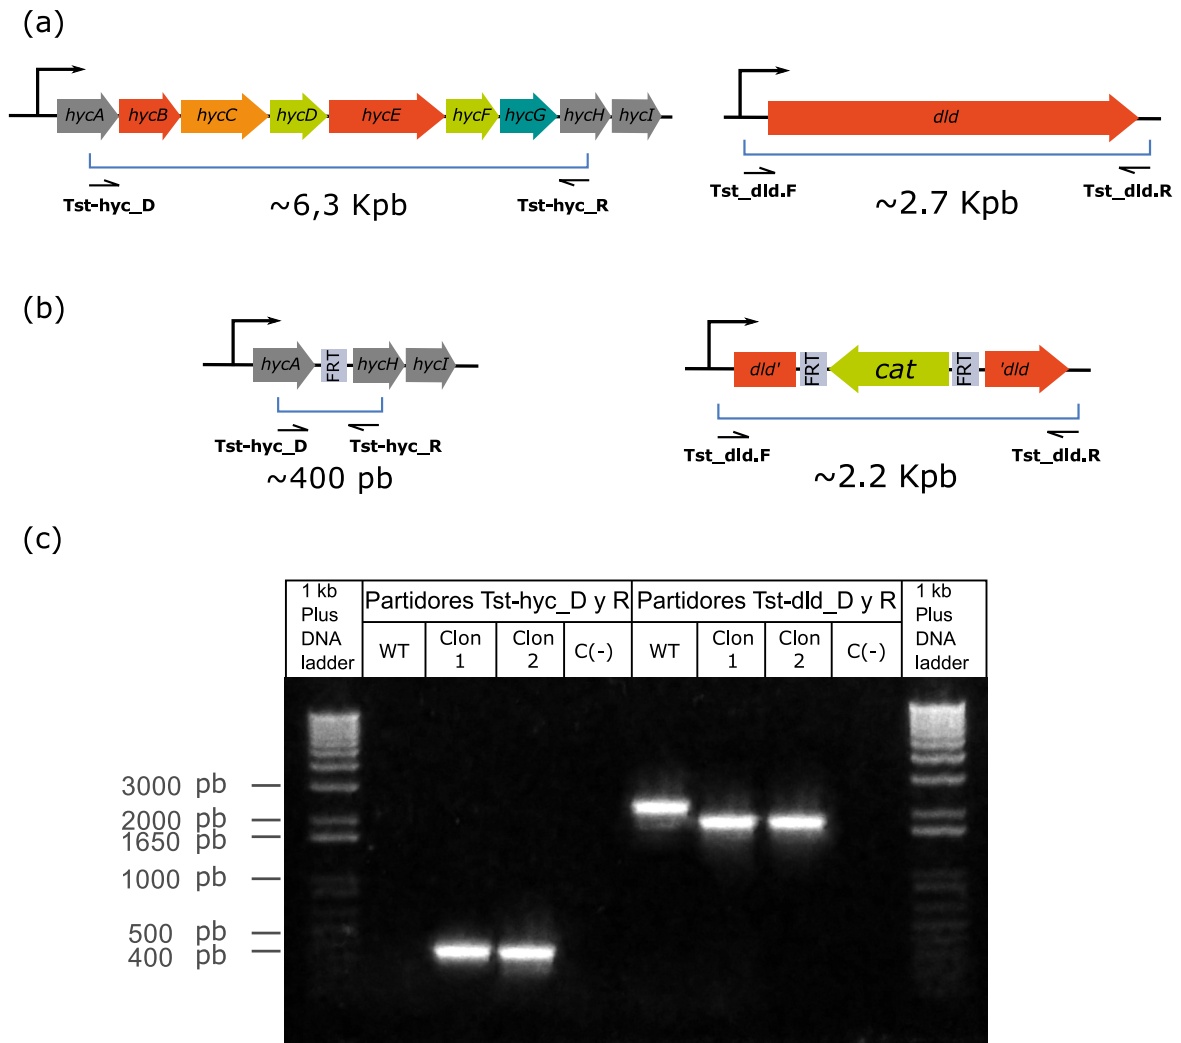 (a)
hycA hycB hycC hycD hycE hycF hycG hycH hycI
dld
Tst-hyc_D
~6,3 Kpb
Tst-hyc_R
Tst_dld.F
~2.7 Kpb
Tst_dld.R
(b)
hycA FRT hycH hycI
dld' FRT cat FRT 'dld
Tst-hyc_D
Tst-hyc_R
~400 pb
Tst_dld.F
Tst_dld.R
~2.2 Kpb
(c)
1 kb
Plus
DNA
ladder
Partidores Tst-hyc_D y R
Partidores Tst-dld_D y R
1 kb
Plus
DNA
ladder
WT
Clon
1
Clon
2
C(-)
WT
Clon
1
Clon
2
C(-)
3000 pb
2000 pb
1650 pb
1000 pb
500 pb
400 pb